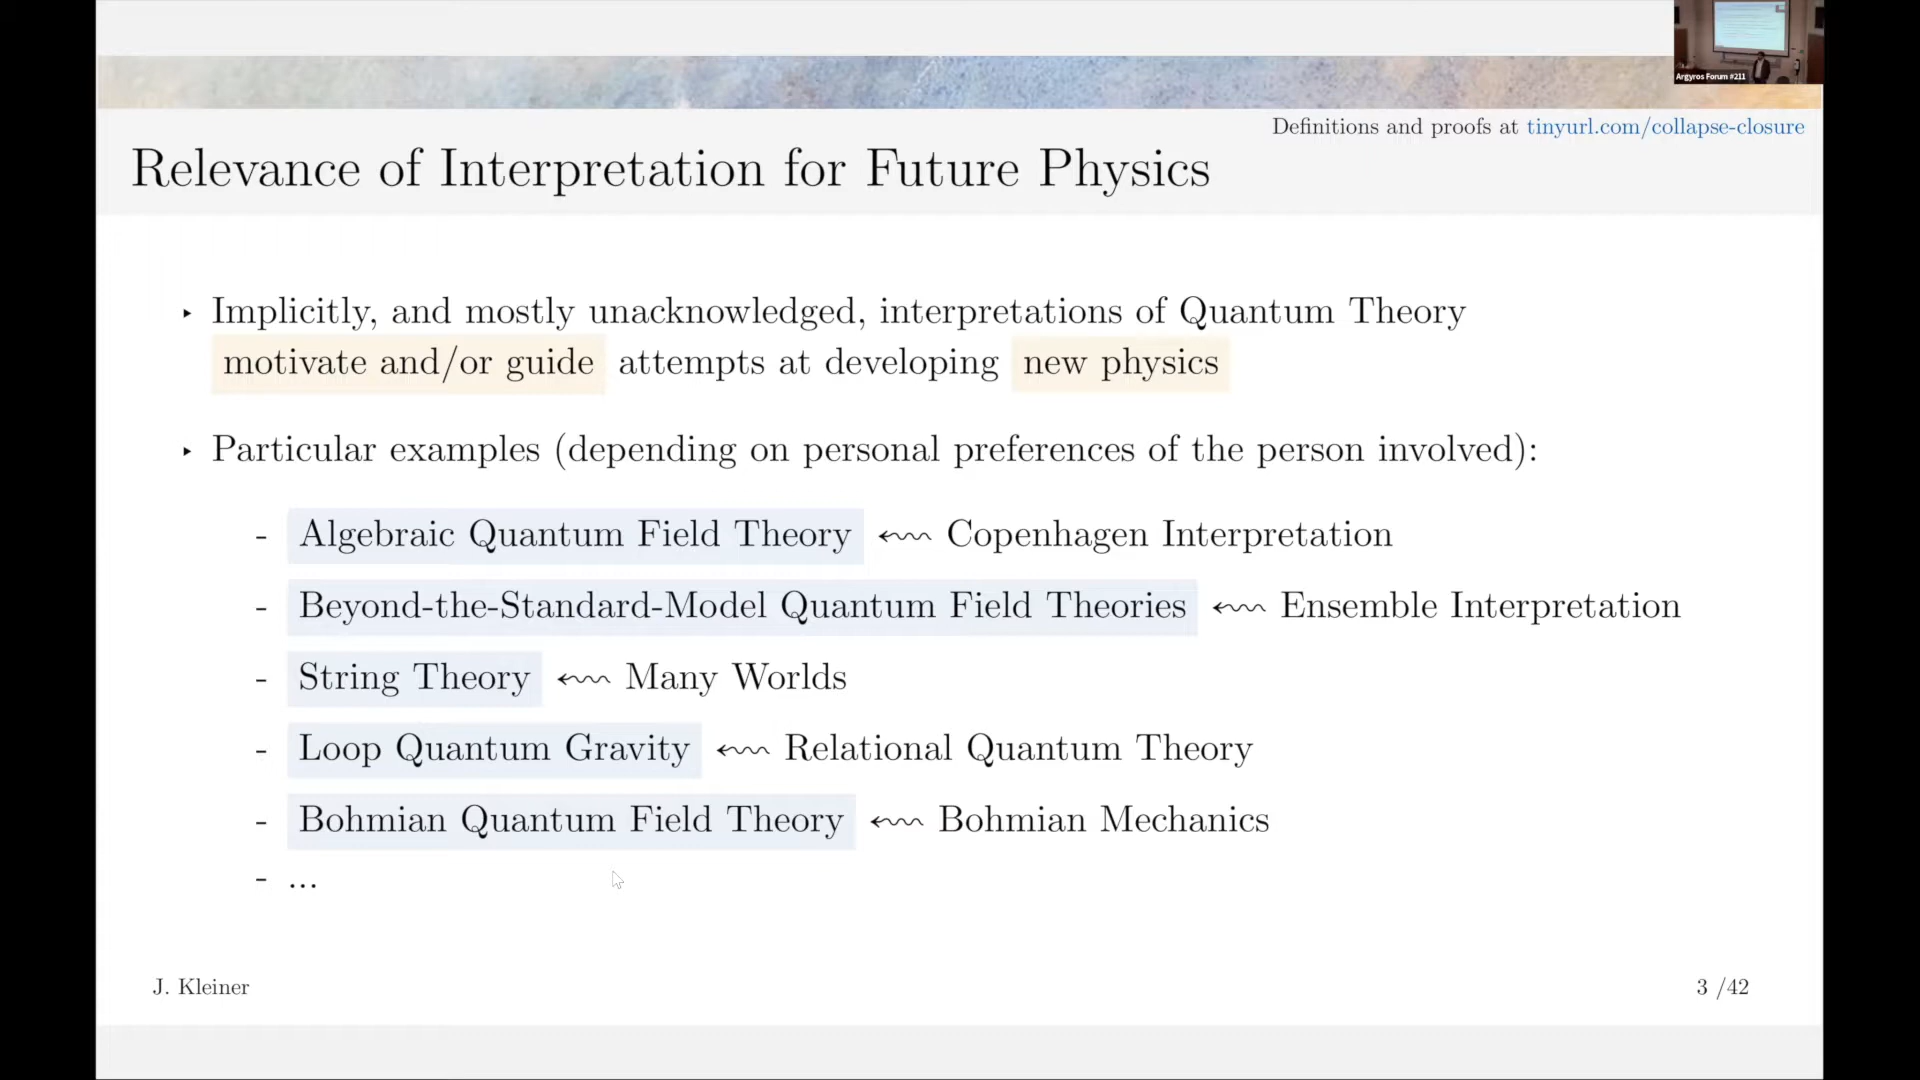 Argyros Forum #211
Definitions and proofs at tinyurl.com/collapse-closure
Relevance of Interpretation for Future Physics
‣ Implicitly, and mostly unacknowledged, interpretations of Quantum Theory
motivate and/or guide attempts at developing new physics
‣ Particular examples (depending on personal preferences of the person involved):
- Algebraic Quantum Field Theory ⇜ Copenhagen Interpretation
- Beyond-the-Standard-Model Quantum Field Theories ⇜ Ensemble Interpretation
- String Theory ⇜ Many Worlds
- Loop Quantum Gravity ⇜ Relational Quantum Theory
- Bohmian Quantum Field Theory ⇜ Bohmian Mechanics
- ...
J. Kleiner
3 /42